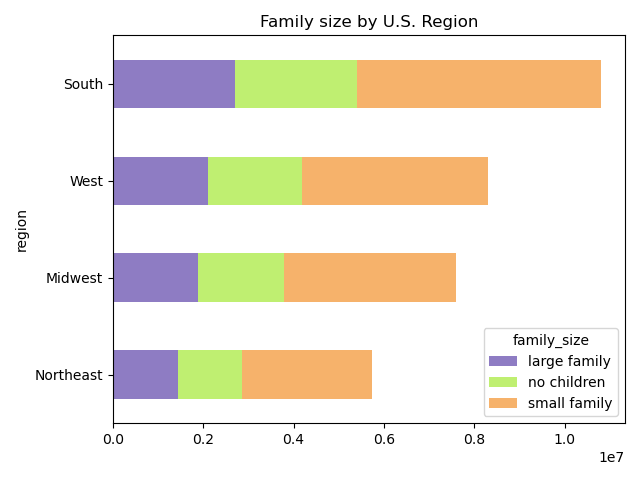 Family size by U.S. Region
South
West
Midwest
Northeast
region
family_size
large family
no children
small family
0.0 0.2 0.4 0.6 0.8 1.0
1e7